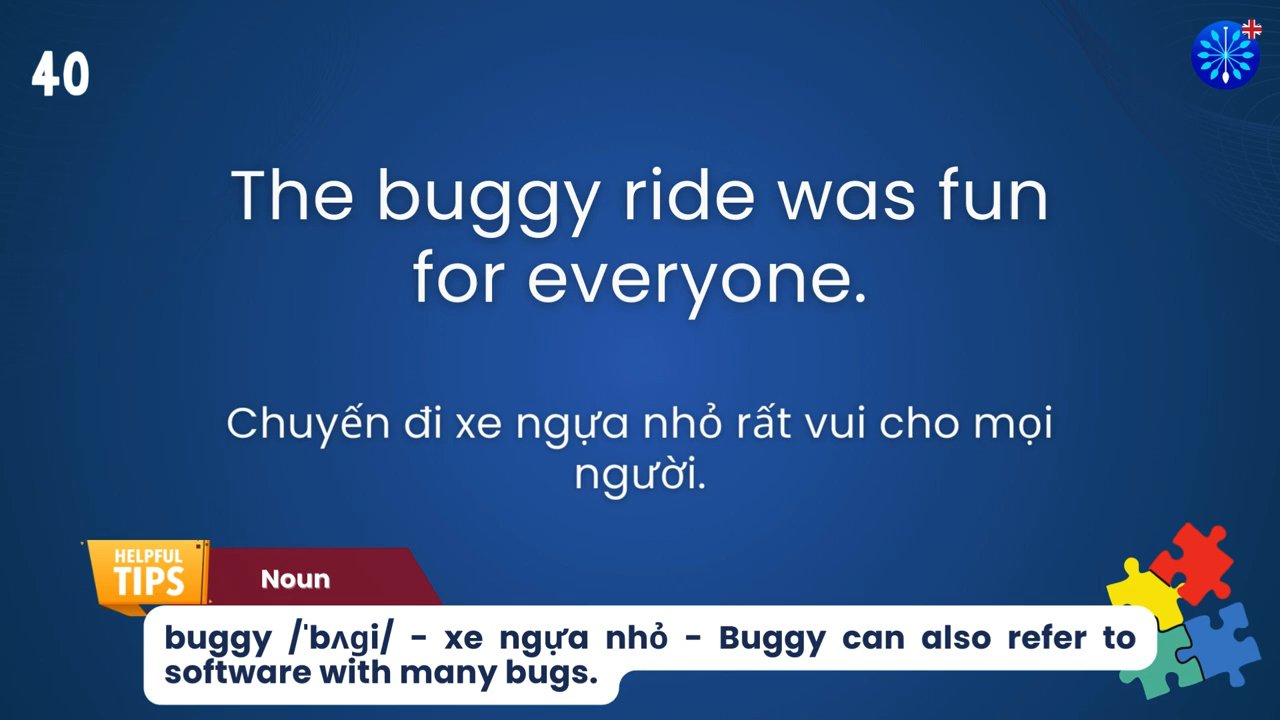 40
The buggy ride was fun
for everyone.
Chuyến đi xe ngựa nhỏ rất vui cho mọi
người.
HELPFUL
TIPS
Noun
buggy /ˈbʌɡi/ - xe ngựa nhỏ - Buggy can also refer to
software with many bugs.